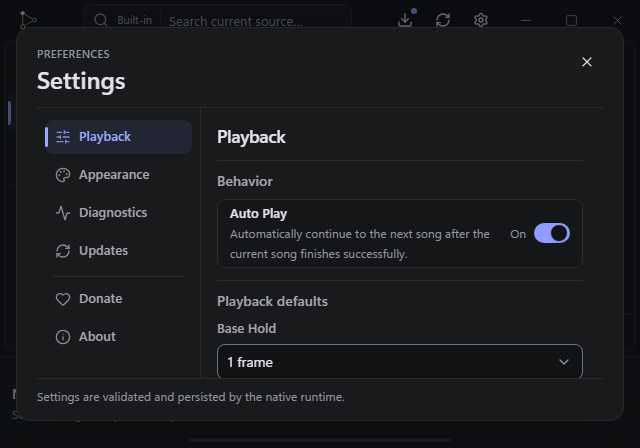 Built-in
Search current source...
PREFERENCES
Settings
Playback
Appearance
Diagnostics
Updates
Donate
About
Playback
Behavior
Auto Play
Automatically continue to the next song after the
current song finishes successfully.
On
Playback defaults
Base Hold
1 frame
Settings are validated and persisted by the native runtime.